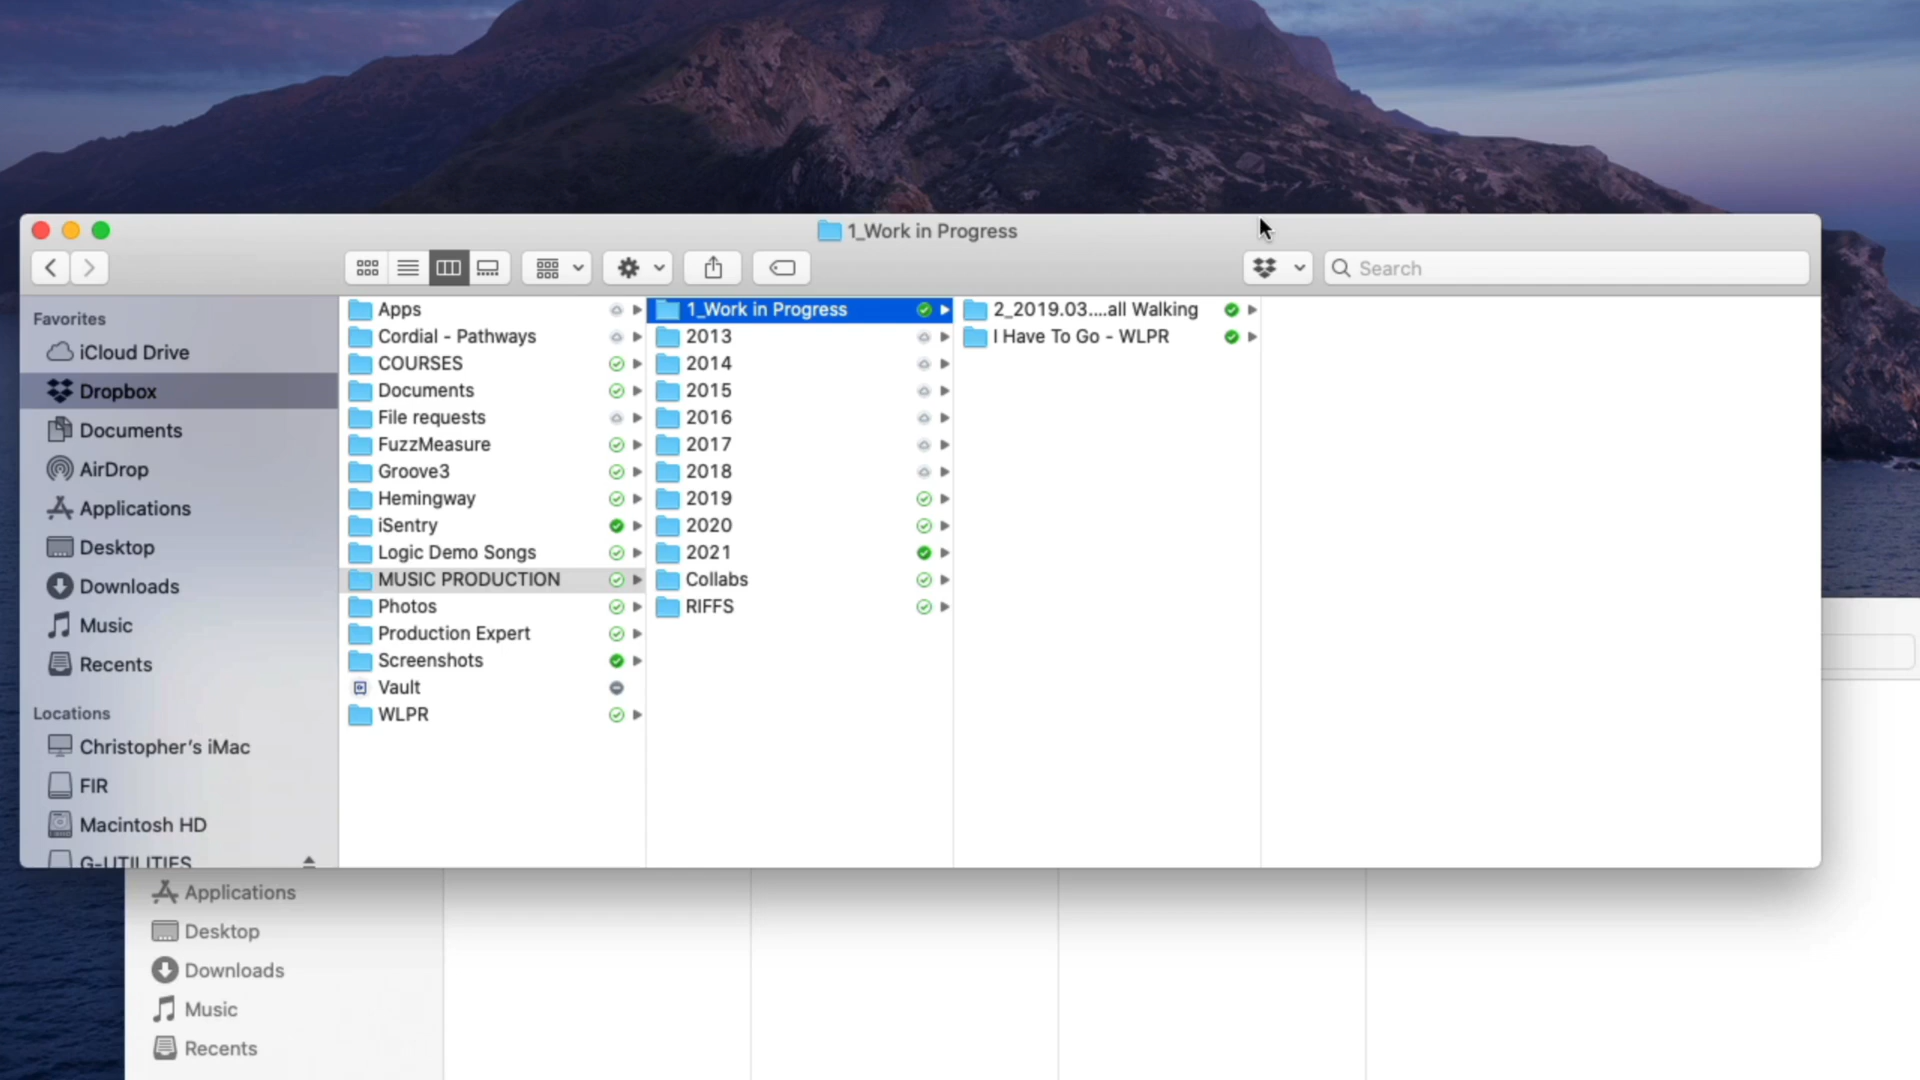 1_Work in Progress
Search
Favorites
iCloud Drive
Dropbox
Documents
AirDrop
Applications
Desktop
Downloads
Music
Recents
Locations
Christopher's iMac
FIR
Macintosh HD
G-UTILITIES
Apps
Cordial - Pathways
COURSES
Documents
File requests
FuzzMeasure
Groove3
Hemingway
iSentry
Logic Demo Songs
MUSIC PRODUCTION
Photos
Production Expert
Screenshots
Vault
WLPR
1_Work in Progress
2013
2014
2015
2016
2017
2018
2019
2020
2021
Collabs
RIFFS
2_2019.03....all Walking
I Have To Go - WLPR
Applications
Desktop
Downloads
Music
Recents